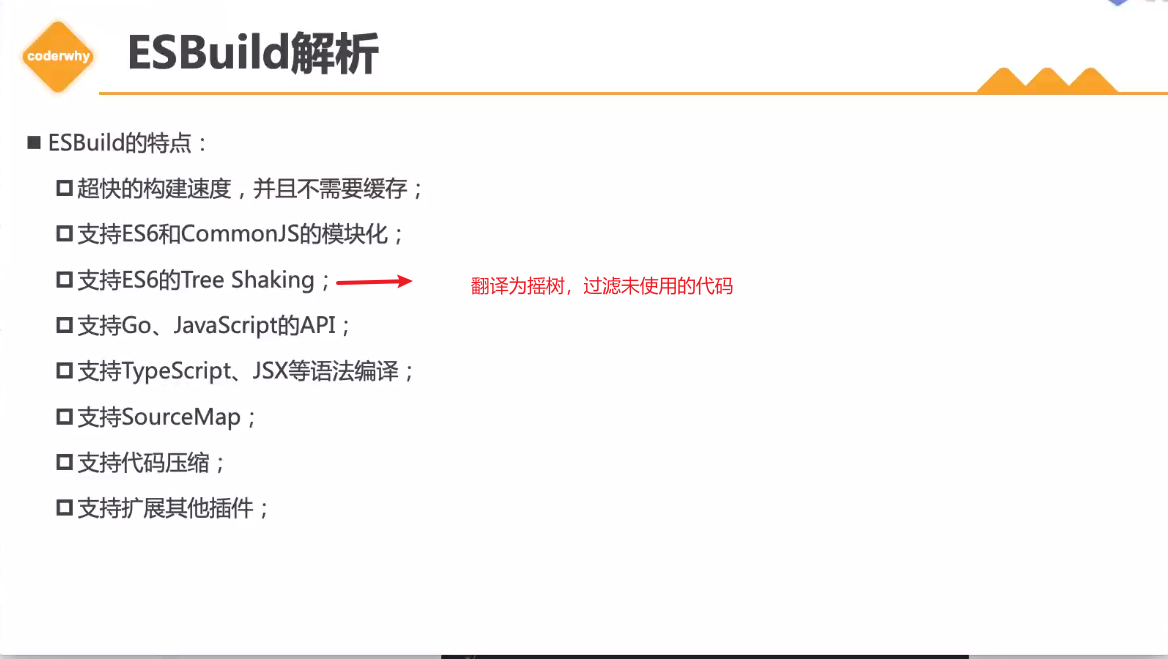 coderwhy
ESBuild解析
ESBuild的特点：
超快的构建速度，并且不需要缓存；
支持ES6和CommonJS的模块化；
支持ES6的Tree Shaking；
翻译为摇树，过滤未使用的代码
支持Go、JavaScript的API；
支持TypeScript、JSX等语法编译；
支持SourceMap；
支持代码压缩；
支持扩展其他插件；